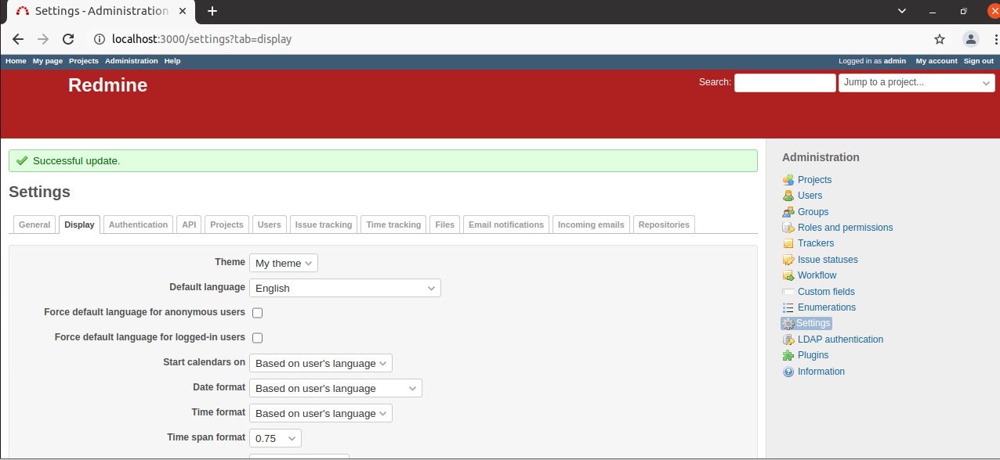 Settings - Administration
localhost:3000/settings?tab=display
Home My page Projects Administration Help
Logged in as admin My account Sign out
Redmine
Search:
Jump to a project...
Successful update.
Settings
General Display Authentication API Projects Users Issue tracking Time tracking Files Email notifications Incoming emails Repositories
Theme My theme
Default language English
Force default language for anonymous users
Force default language for logged-in users
Start calendars on Based on user's language
Date format Based on user's language
Time format Based on user's language
Time span format 0.75
Administration
Projects
Users
Groups
Roles and permissions
Trackers
Issue statuses
Workflow
Custom fields
Enumerations
Settings
LDAP authentication
Plugins
Information